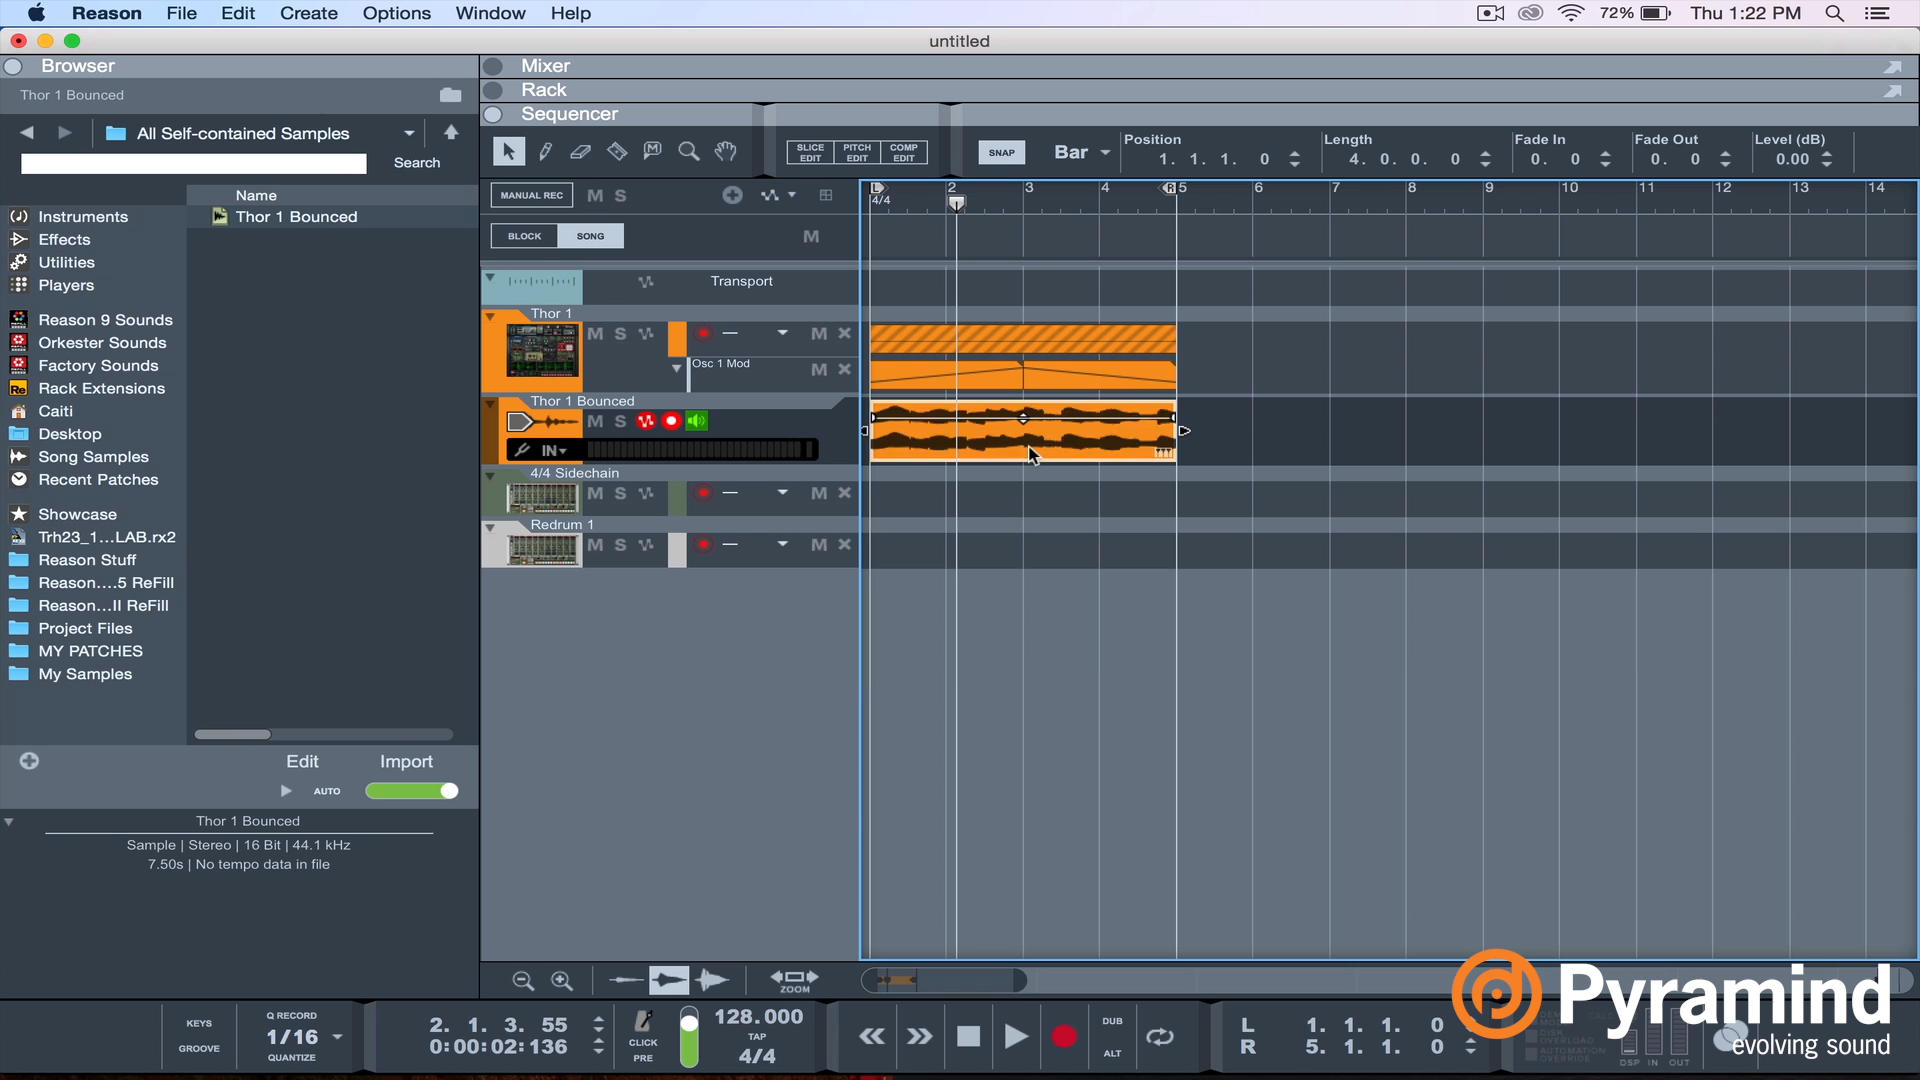 Reason File Edit Create Options Window Help
72% Thu 1:22 PM
untitled
Browser
Thor 1 Bounced
All Self-contained Samples
Search
Name
Thor 1 Bounced
Instruments
Effects
Utilities
Players
Reason 9 Sounds
Orkester Sounds
Factory Sounds
Rack Extensions
Caiti
Desktop
Song Samples
Recent Patches
Showcase
Trh23_1...LAB.rx2
Reason Stuff
Reason....5 ReFill
Reason...II ReFill
Project Files
MY PATCHES
My Samples
Edit Import
AUTO
Thor 1 Bounced
Sample | Stereo | 16 Bit | 44.1 kHz
7.50s | No tempo data in file
Mixer
Rack
Sequencer
SLICE EDIT PITCH EDIT COMP EDIT
SNAP Bar
Position 1. 1. 1. 0
Length 4. 0. 0. 0
Fade In 0. 0
Fade Out 0. 0
Level (dB) 0.00
MANUAL REC M S
L 2 3 4 R 5 6 7 8 9 10 11 12 13 14
4/4
BLOCK SONG M
Transport
Thor 1
M S M
Osc 1 Mod M
Thor 1 Bounced
M S
IN
4/4 Sidechain
M S M
Redrum 1
M S M
ZOOM
KEYS
GROOVE
Q RECORD
1/16
QUANTIZE
2. 1. 3. 55
0:00:02:136
CLICK
PRE
128.000
TAP
4/4
DUB
ALT
L 1. 1. 1. 0
R 5. 1. 1. 0
DSP IN OUT
Pyramind
evolving sound